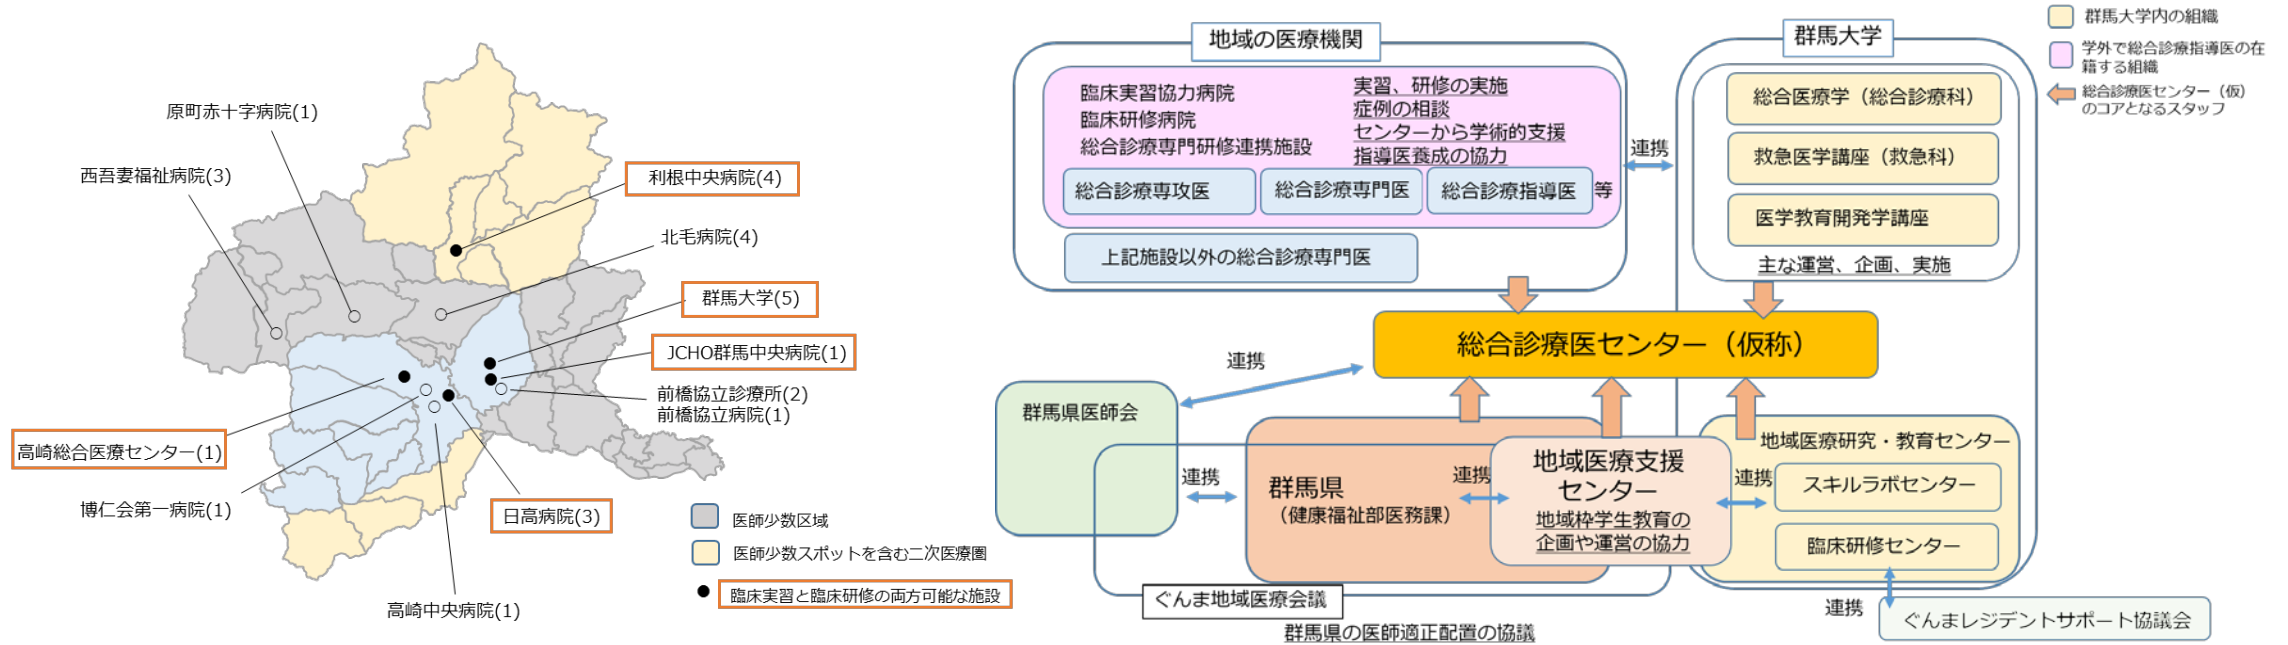 原町赤十字病院(1)
西吾妻福祉病院(3)
利根中央病院(4)
北毛病院(4)
群馬大学(5)
JCHO群馬中央病院(1)
前橋協立診療所(2)
前橋協立病院(1)
高崎総合医療センター(1)
博仁会第一病院(1)
日高病院(3)
高崎中央病院(1)
医師少数区域
医師少数スポットを含む二次医療圏
臨床実習と臨床研修の両方可能な施設
地域の医療機関
臨床実習協力病院
臨床研修病院
総合診療専門研修連携施設
実習、研修の実施
症例の相談
センターから学術的支援
指導医養成の協力
総合診療専攻医
総合診療専門医
総合診療指導医
等
上記施設以外の総合診療専門医
連携
群馬大学
総合医療学（総合診療科）
救急医学講座（救急科）
医学教育開発学講座
主な運営、企画、実施
群馬大学内の組織
学外で総合診療指導医の在
籍する組織
総合診療医センター（仮）
のコアとなるスタッフ
総合診療医センター（仮称）
連携
群馬県医師会
連携
群馬県
（健康福祉部医務課）
連携
地域医療支援
センター
地域枠学生教育の
企画や運営の協力
連携
地域医療研究・教育センター
スキルラボセンター
臨床研修センター
ぐんま地域医療会議
群馬県の医師適正配置の協議
連携
ぐんまレジデントサポート協議会